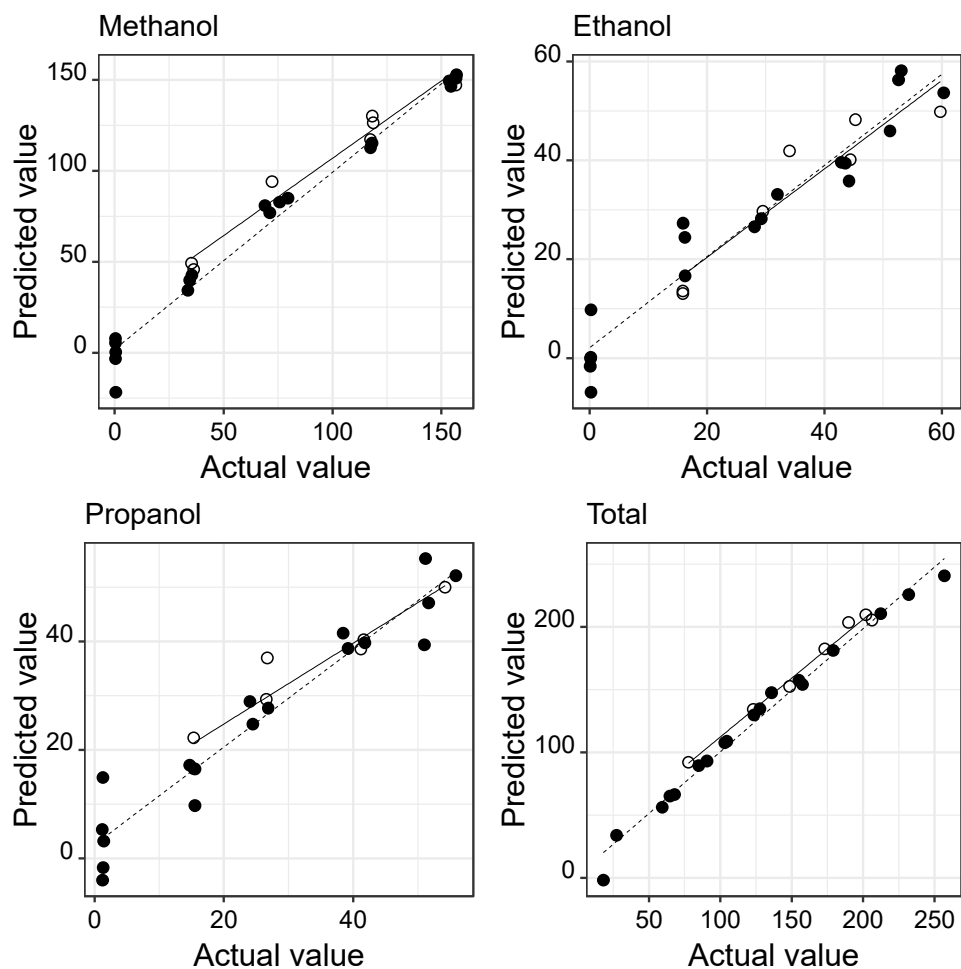 Methanol
Predicted value
150
100
50
0
0 50 100 150
Actual value
Ethanol
Predicted value
60
40
20
0
0 20 40 60
Actual value
Propanol
Predicted value
40
20
0
0 20 40
Actual value
Total
Predicted value
200
100
0
50 100 150 200 250
Actual value